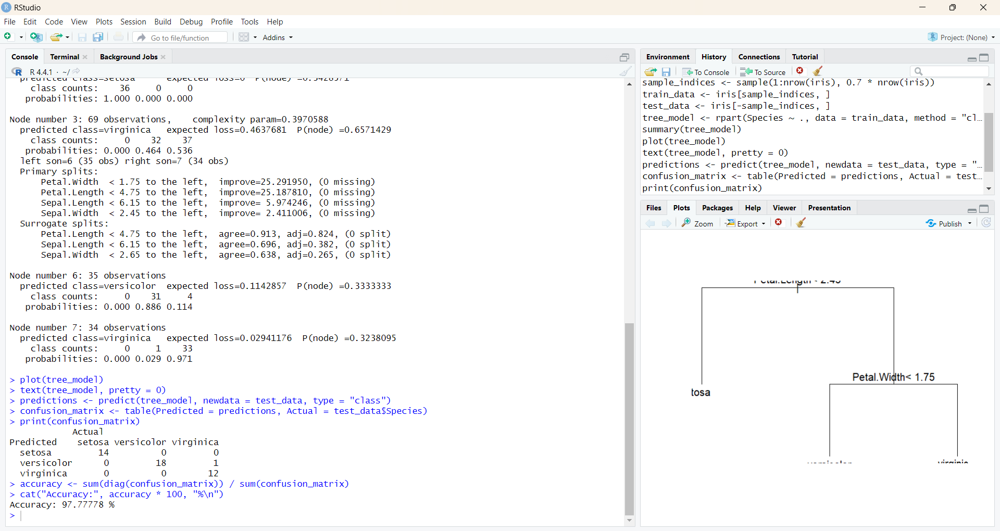 RStudio
File Edit Code View Plots Session Build Debug Profile Tools Help
Go to file/function Addins Project: (None)
Console Terminal Background Jobs
R 4.4.1 · ~/
predicted class=setosa expected loss=0 P(node) =0.3428571
class counts: 36 0 0
probabilities: 1.000 0.000 0.000
Node number 3: 69 observations, complexity param=0.3970588
predicted class=virginica expected loss=0.4637681 P(node) =0.6571429
class counts: 0 32 37
probabilities: 0.000 0.464 0.536
left son=6 (35 obs) right son=7 (34 obs)
Primary splits:
Petal.Width < 1.75 to the left, improve=25.291950, (0 missing)
Petal.Length < 4.75 to the left, improve=25.187810, (0 missing)
Sepal.Length < 6.15 to the left, improve= 5.974246, (0 missing)
Sepal.Width < 2.45 to the left, improve= 2.411006, (0 missing)
Surrogate splits:
Petal.Length < 4.75 to the left, agree=0.913, adj=0.824, (0 split)
Sepal.Length < 6.15 to the left, agree=0.696, adj=0.382, (0 split)
Sepal.Width < 2.65 to the left, agree=0.638, adj=0.265, (0 split)
Node number 6: 35 observations
predicted class=versicolor expected loss=0.1142857 P(node) =0.3333333
class counts: 0 31 4
probabilities: 0.000 0.886 0.114
Node number 7: 34 observations
predicted class=virginica expected loss=0.02941176 P(node) =0.3238095
class counts: 0 1 33
probabilities: 0.000 0.029 0.971
> plot(tree_model)
> text(tree_model, pretty = 0)
> predictions <- predict(tree_model, newdata = test_data, type = "class")
> confusion_matrix <- table(Predicted = predictions, Actual = test_data$Species)
> print(confusion_matrix)
Actual
Predicted setosa versicolor virginica
setosa 14 0 0
versicolor 0 18 1
virginica 0 0 12
> accuracy <- sum(diag(confusion_matrix)) / sum(confusion_matrix)
> cat("Accuracy:", accuracy * 100, "%\n")
Accuracy: 97.77778 %
>
Environment History Connections Tutorial
To Console To Source
sample_indices <- sample(1:nrow(iris), 0.7 * nrow(iris))
train_data <- iris[sample_indices, ]
test_data <- iris[-sample_indices, ]
tree_model <- rpart(Species ~ ., data = train_data, method = "cl…
summary(tree_model)
plot(tree_model)
text(tree_model, pretty = 0)
predictions <- predict(tree_model, newdata = test_data, type = "…
confusion_matrix <- table(Predicted = predictions, Actual = test…
print(confusion_matrix)
Files Plots Packages Help Viewer Presentation
Zoom Export Publish
Petal.Length< 2.45
Petal.Width< 1.75
tosa
versicolor
virginic